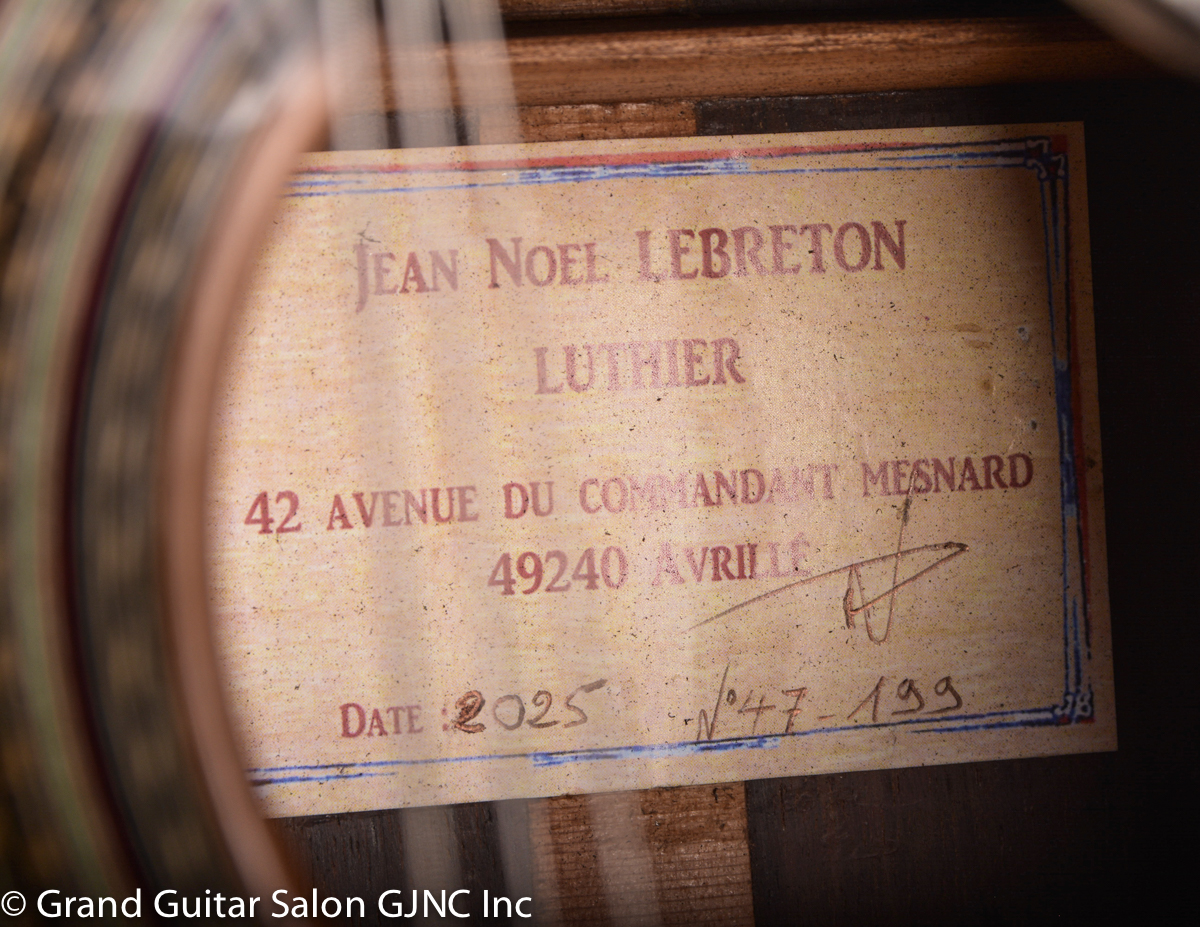 Jean Noel LEBRETON
LUTHIER
42 AVENUE DU COMMANDANT MESNARD
49240 AVRILLÉ
DATE : 2025 N° 47 - 199
© Grand Guitar Salon GJNC Inc